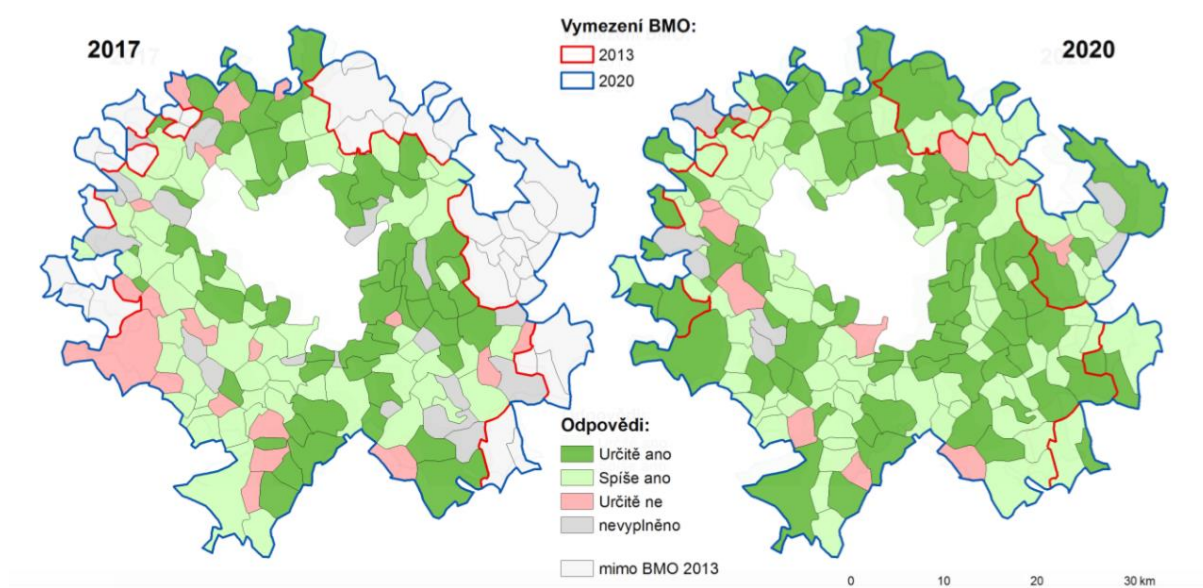 2017
Vymezení BMO:
2013
2020
2020
Odpovědi:
Určitě ano
Spíše ano
Určitě ne
nevyplněno
mimo BMO 2013
0 10 20 30 km